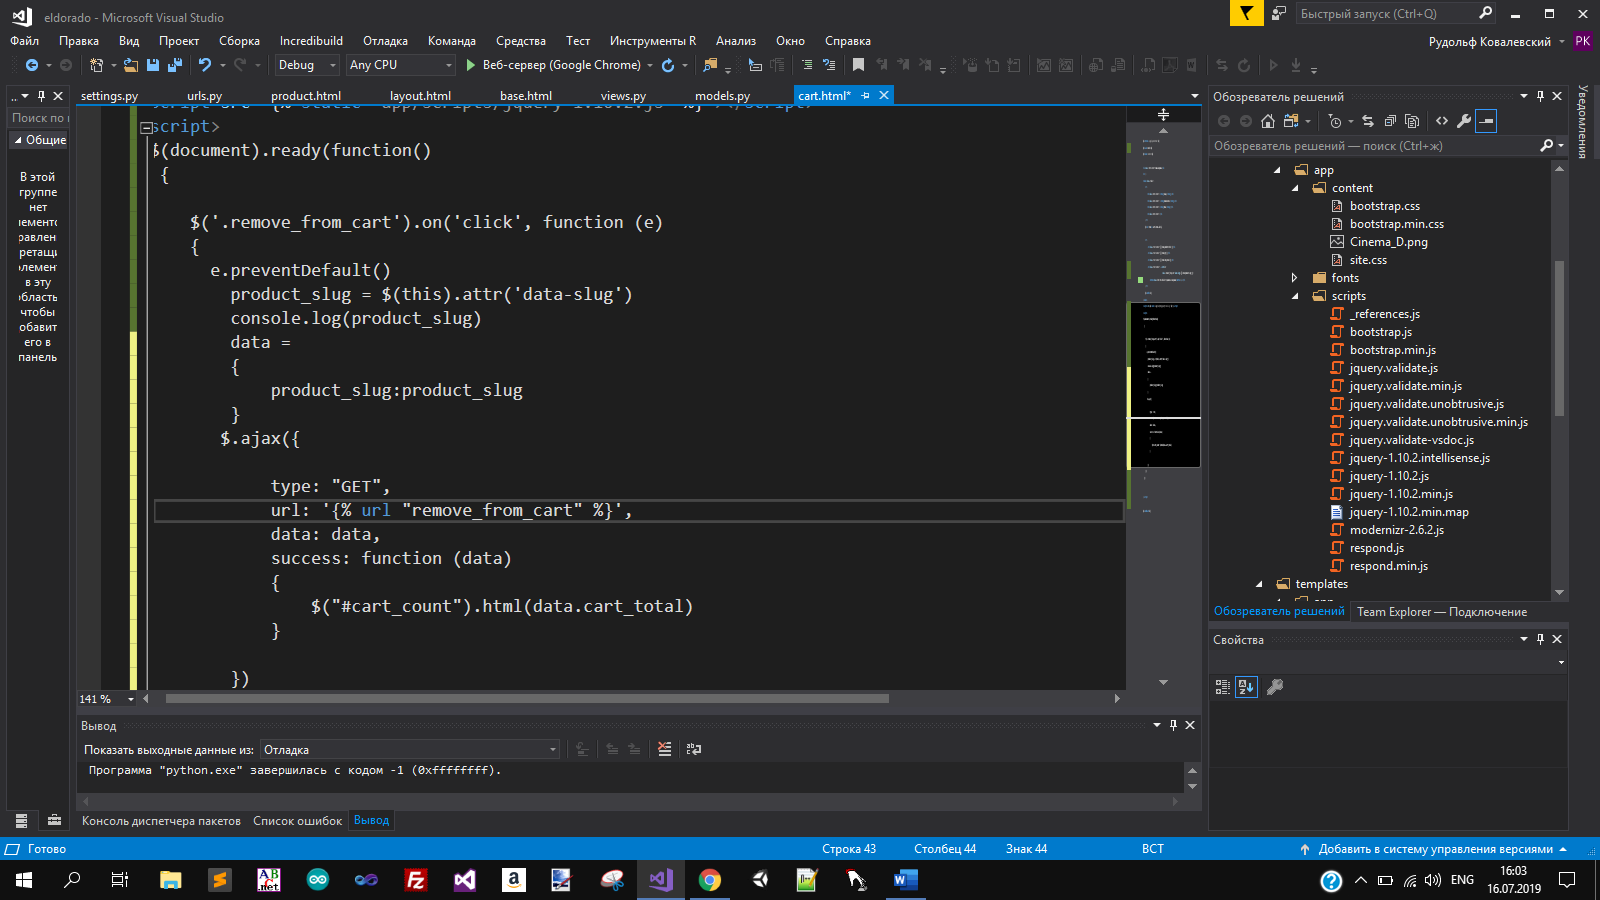 eldorado - Microsoft Visual Studio
Быстрый запуск (Ctrl+Q)
Файл Правка Вид Проект Сборка Incredibuild Отладка Команда Средства Тест Инструменты R Анализ Окно Справка
Рудольф Ковалевский РК
Debug Any CPU Веб-сервер (Google Chrome)
settings.py urls.py product.html layout.html base.html views.py models.py cart.html*
Поиск по
Общие
В этой
группе
нет
в эту
чтобы
его в
панель
script>
$(document).ready(function()
{
$('.remove_from_cart').on('click', function (e)
{
e.preventDefault()
product_slug = $(this).attr('data-slug')
console.log(product_slug)
data =
{
product_slug:product_slug
}
$.ajax({
type: "GET",
url: '{% url "remove_from_cart" %}',
data: data,
success: function (data)
{
$("#cart_count").html(data.cart_total)
}
})
141 %
Обозреватель решений
Обозреватель решений — поиск (Ctrl+ж)
app
content
bootstrap.css
bootstrap.min.css
Cinema_D.png
site.css
fonts
scripts
_references.js
bootstrap.js
bootstrap.min.js
jquery.validate.js
jquery.validate.min.js
jquery.validate.unobtrusive.js
jquery.validate.unobtrusive.min.js
jquery.validate-vsdoc.js
jquery-1.10.2.intellisense.js
jquery-1.10.2.js
jquery-1.10.2.min.js
jquery-1.10.2.min.map
modernizr-2.6.2.js
respond.js
respond.min.js
templates
Обозреватель решений Team Explorer — Подключение
Свойства
Уведомления
Вывод
Показать выходные данные из: Отладка
Программа "python.exe" завершилась с кодом -1 (0xffffffff).
Консоль диспетчера пакетов Список ошибок Вывод
Готово Строка 43 Столбец 44 Знак 44 ВСТ Добавить в систему управления версиями
ENG 16:03
16.07.2019